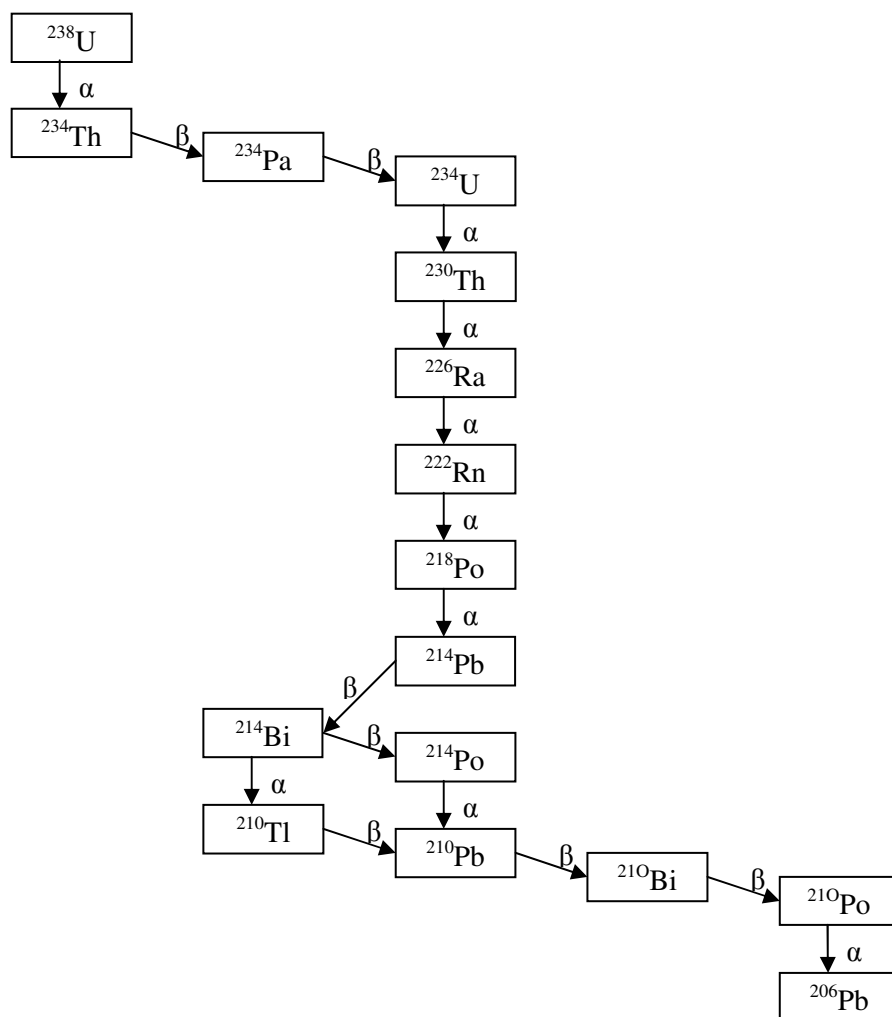 ²³⁸U
α
²³⁴Th
β
²³⁴Pa
β
²³⁴U
α
²³⁰Th
α
²²⁶Ra
α
²²²Rn
α
²¹⁸Po
α
²¹⁴Pb
β
²¹⁴Bi
β
²¹⁴Po
α
α
²¹⁰Tl
β
²¹⁰Pb
β
²¹ᴼBi
β
²¹ᴼPo
α
²⁰⁶Pb